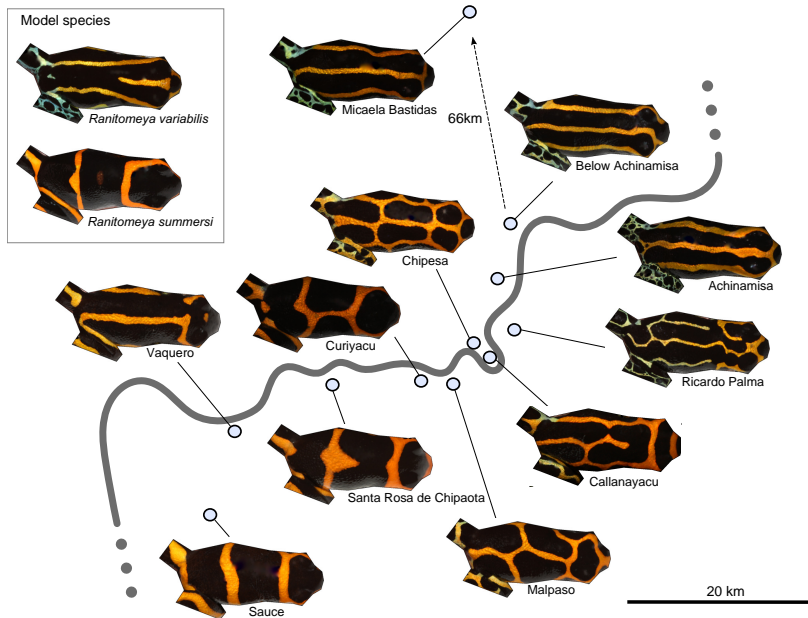 Model species
Ranitomeya variabilis
Ranitomeya summersi
Micaela Bastidas
66km
Below Achinamisa
Chipesa
Achinamisa
Vaquero
Curiyacu
Ricardo Palma
Santa Rosa de Chipaota
Callanayacu
Sauce
Malpaso
20 km